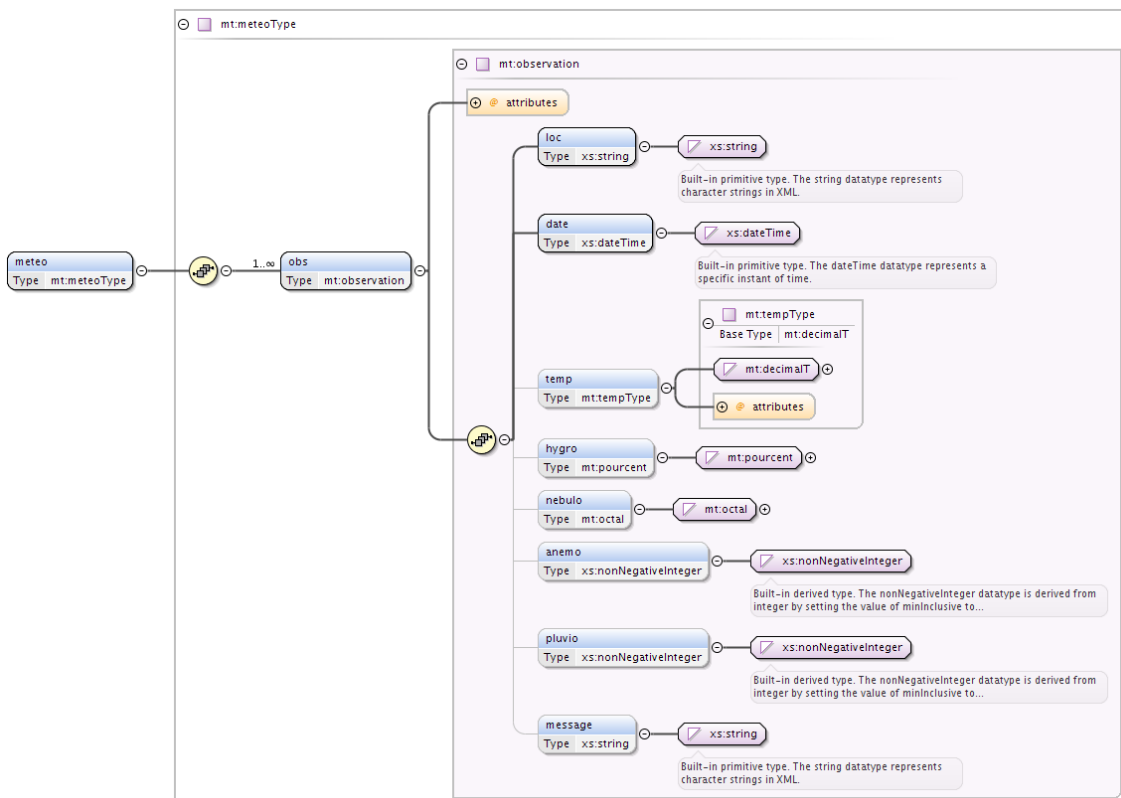 mt:meteoType
mt:observation
@ attributes
loc
Type xs:string
xs:string
Built-in primitive type. The string datatype represents
character strings in XML.
date
Type xs:dateTime
xs:dateTime
Built-in primitive type. The dateTime datatype represents a
specific instant of time.
meteo
Type mt:meteoType
1..∞
obs
Type mt:observation
mt:tempType
Base Type mt:decimalT
temp
Type mt:tempType
mt:decimalT
@ attributes
hygro
Type mt:pourcent
mt:pourcent
nebulo
Type mt:octal
mt:octal
anemo
Type xs:nonNegativeInteger
xs:nonNegativeInteger
Built-in derived type. The nonNegativeInteger datatype is derived from
integer by setting the value of minInclusive to...
pluvio
Type xs:nonNegativeInteger
xs:nonNegativeInteger
Built-in derived type. The nonNegativeInteger datatype is derived from
integer by setting the value of minInclusive to...
message
Type xs:string
xs:string
Built-in primitive type. The string datatype represents
character strings in XML.